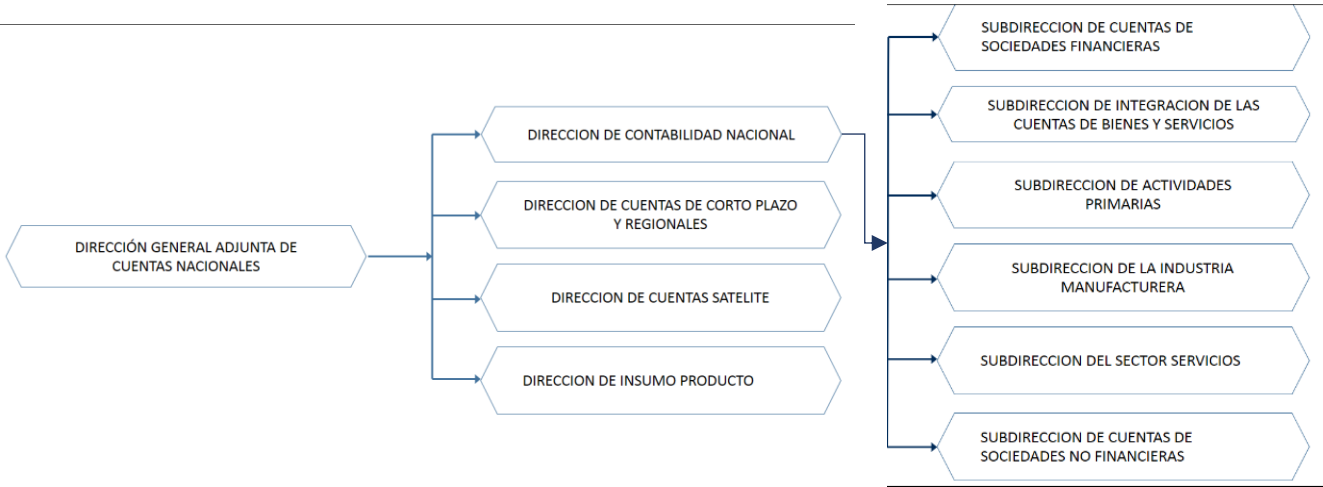 DIRECCIÓN GENERAL ADJUNTA DE
CUENTAS NACIONALES
DIRECCION DE CONTABILIDAD NACIONAL
DIRECCION DE CUENTAS DE CORTO PLAZO
Y REGIONALES
DIRECCION DE CUENTAS SATELITE
DIRECCION DE INSUMO PRODUCTO
SUBDIRECCION DE CUENTAS DE
SOCIEDADES FINANCIERAS
SUBDIRECCION DE INTEGRACION DE LAS
CUENTAS DE BIENES Y SERVICIOS
SUBDIRECCION DE ACTIVIDADES
PRIMARIAS
SUBDIRECCION DE LA INDUSTRIA
MANUFACTURERA
SUBDIRECCION DEL SECTOR SERVICIOS
SUBDIRECCION DE CUENTAS DE
SOCIEDADES NO FINANCIERAS